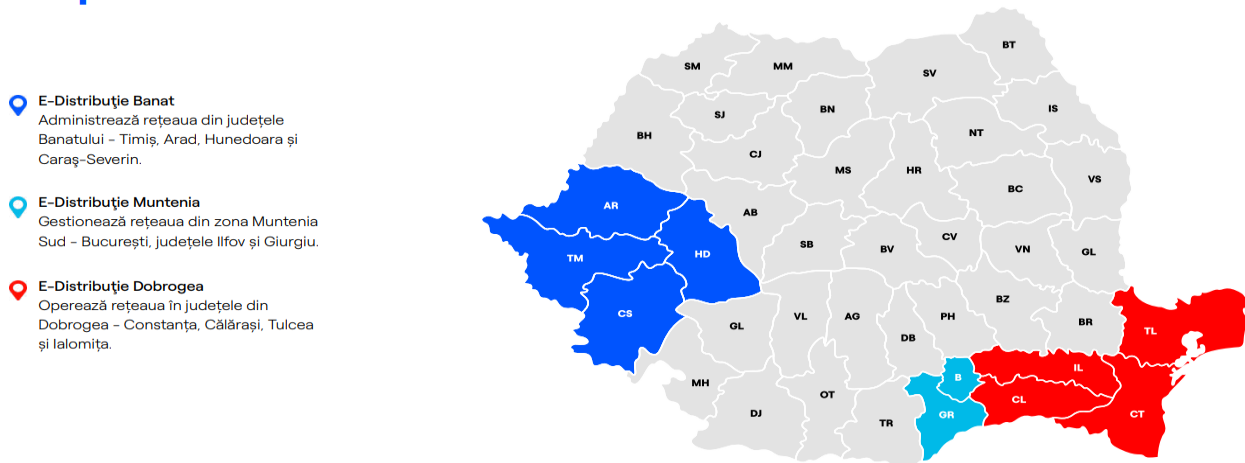 E-Distribuţie Banat
Administrează rețeaua din județele
Banatului - Timiș, Arad, Hunedoara și
Caraş-Severin.
E-Distribuţie Muntenia
Gestionează rețeaua din zona Muntenia
Sud - București, județele Ilfov și Giurgiu.
E-Distribuţie Dobrogea
Operează rețeaua în județele din
Dobrogea - Constanța, Călărași, Tulcea
și Ialomița.
BT
SM
MM
SV
SJ
BN
IS
BH
NT
CJ
MS
HR
VS
BC
AR
AB
SB
BV
CV
VN
GL
TM
HD
CS
GL
VL
AG
PH
BZ
BR
DB
TL
MH
OT
B
IL
CL
DJ
TR
GR
CT